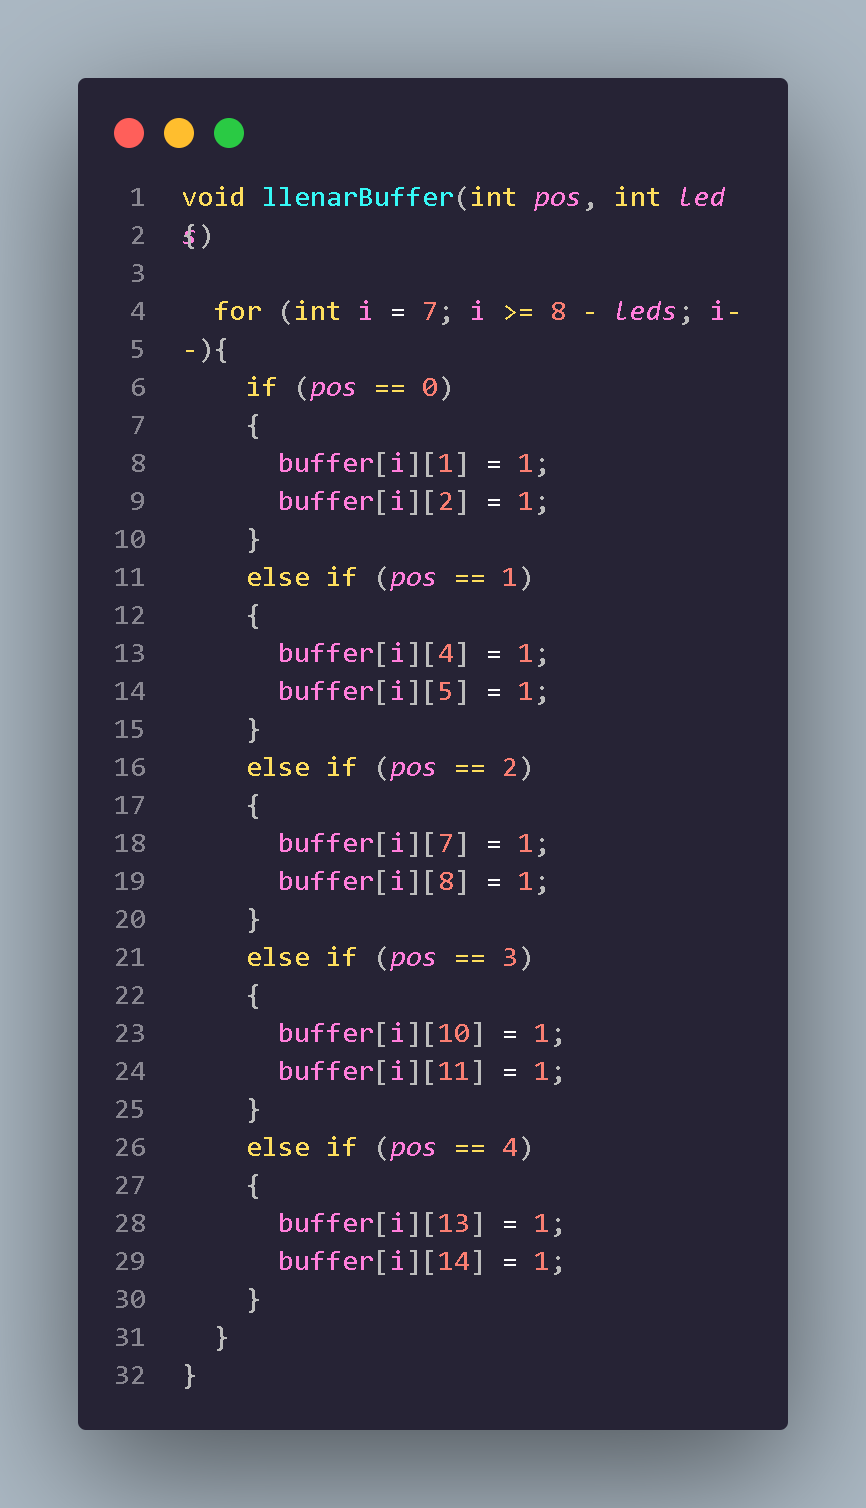 1 void llenarBuffer(int pos, int led
2 s)
{
3
4 for (int i = 7; i >= 8 - leds; i-
5 -){
6 if (pos == 0)
7 {
8 buffer[i][1] = 1;
9 buffer[i][2] = 1;
10 }
11 else if (pos == 1)
12 {
13 buffer[i][4] = 1;
14 buffer[i][5] = 1;
15 }
16 else if (pos == 2)
17 {
18 buffer[i][7] = 1;
19 buffer[i][8] = 1;
20 }
21 else if (pos == 3)
22 {
23 buffer[i][10] = 1;
24 buffer[i][11] = 1;
25 }
26 else if (pos == 4)
27 {
28 buffer[i][13] = 1;
29 buffer[i][14] = 1;
30 }
31 }
32 }